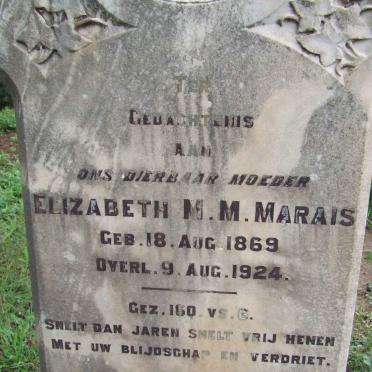 TER
GEDACHTENIS
AAN
ONS DIERBAAR MOEDER
ELIZABETH M. M. MARAIS
GEB. 18. AUG. 1869
OVERL. 9. AUG. 1924.
GEZ. 160. VS. 6.
SNELT DAN JAREN SNELT VRIJ HENEN
MET UW BLIJDSCHAP EN VERDRIET.